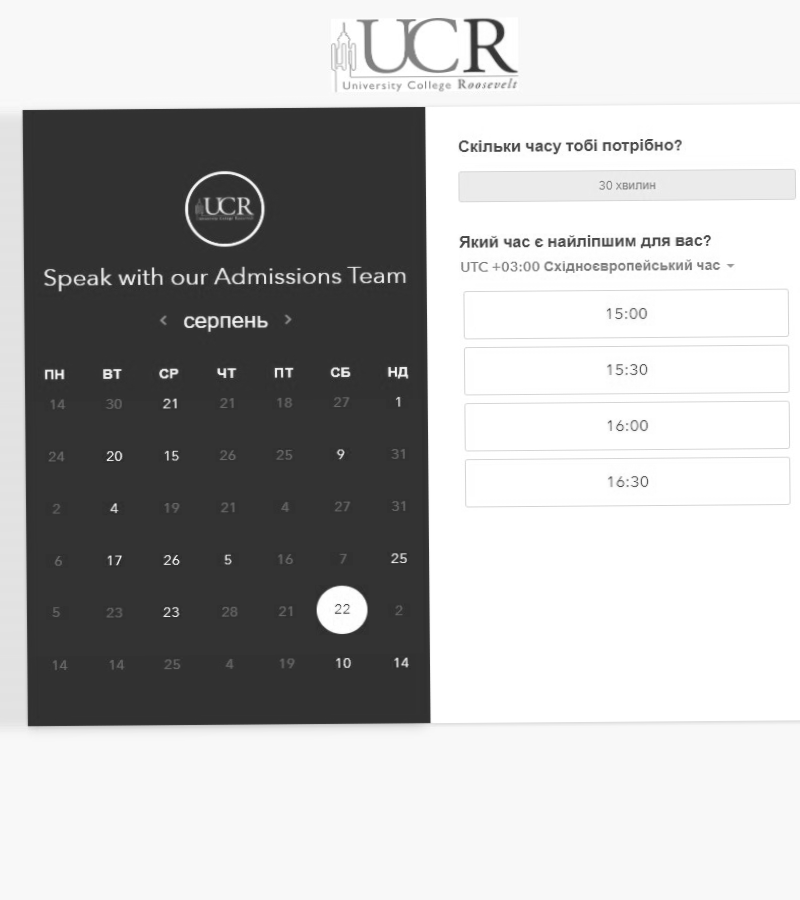 UCR
University College Roosevelt
UCR
University College Roosevelt
Speak with our Admissions Team
серпень
ПН ВТ СР ЧТ ПТ СБ НД
14 30 21 21 18 27 1
24 20 15 26 25 9 31
2 4 19 21 4 27 31
6 17 26 5 16 7 25
5 23 23 28 21 22 2
14 14 25 4 19 10 14
Скільки часу тобі потрібно?
30 хвилин
Який час є найліпшим для вас?
UTC +03:00 Східноєвропейський час
15:00
15:30
16:00
16:30